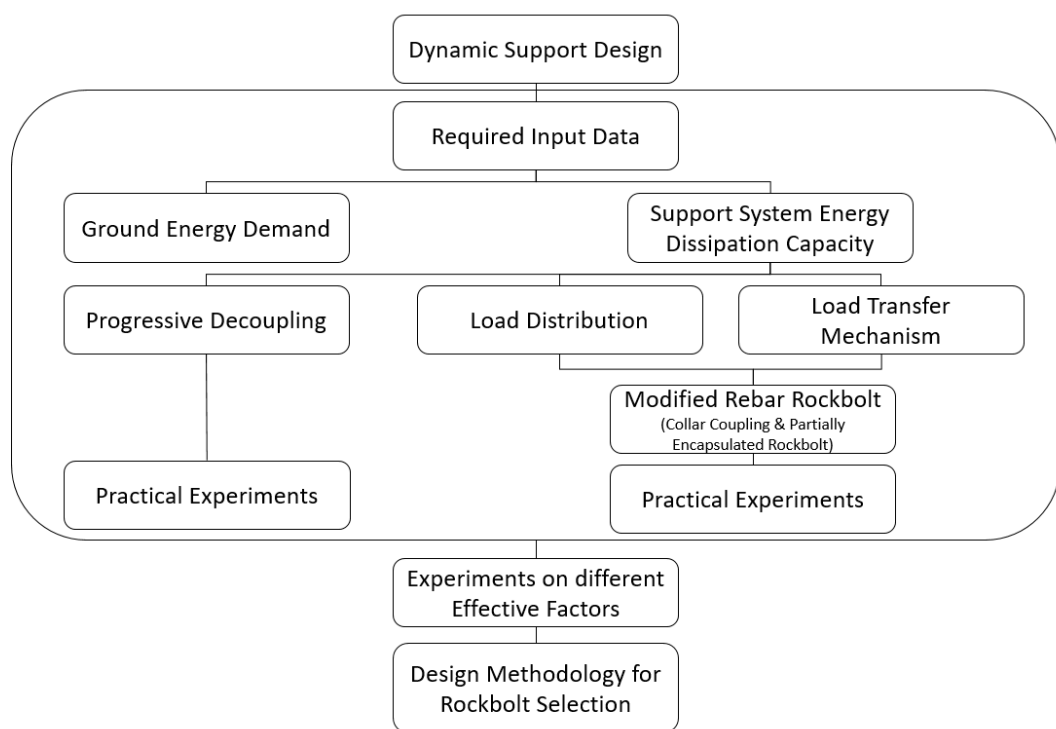 Dynamic Support Design
Required Input Data
Ground Energy Demand
Support System Energy
Dissipation Capacity
Progressive Decoupling
Load Distribution
Load Transfer
Mechanism
Modified Rebar Rockbolt
(Collar Coupling & Partially
Encapsulated Rockbolt)
Practical Experiments
Practical Experiments
Experiments on different
Effective Factors
Design Methodology for
Rockbolt Selection